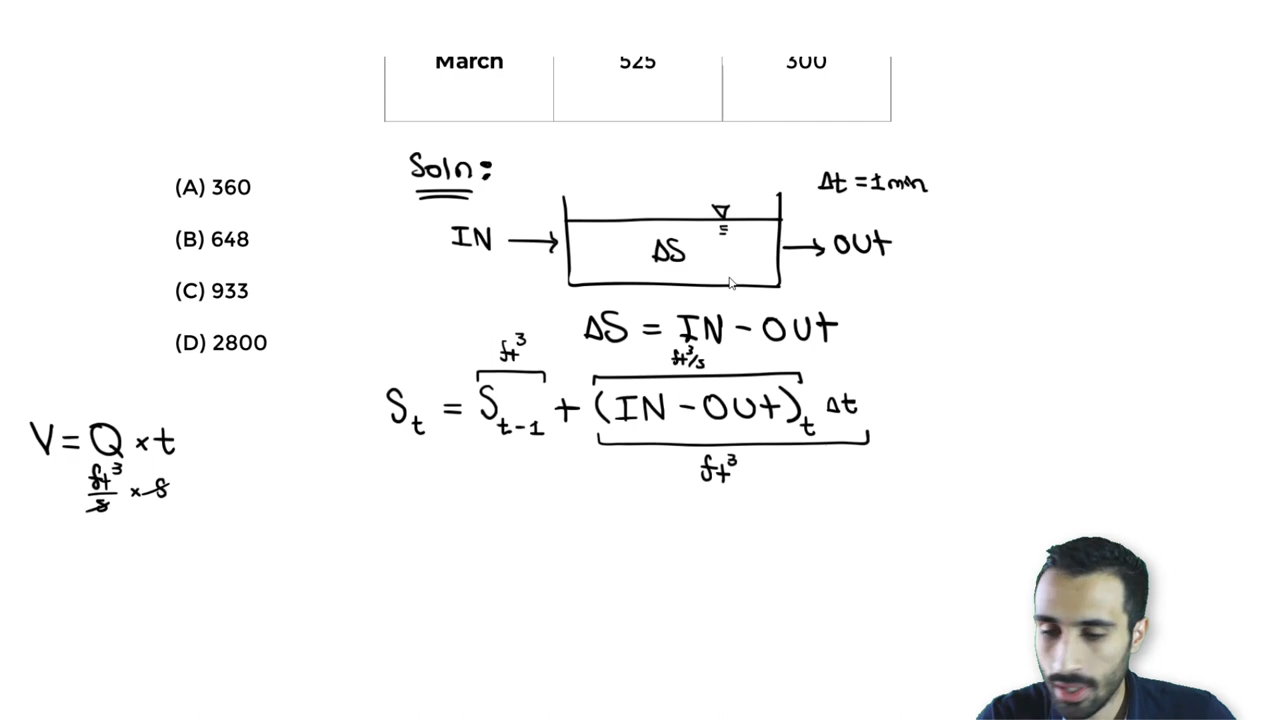 March 525 300
(A) 360
(B) 648
(C) 933
(D) 2800
Soln:
Δt = 1 mon
IN → ΔS → OUT
ΔS = IN - OUT
ft³ ft³/s
S_t = S_{t-1} + (IN - OUT)_t Δt
ft³
V = Q × t
ft³/s × s